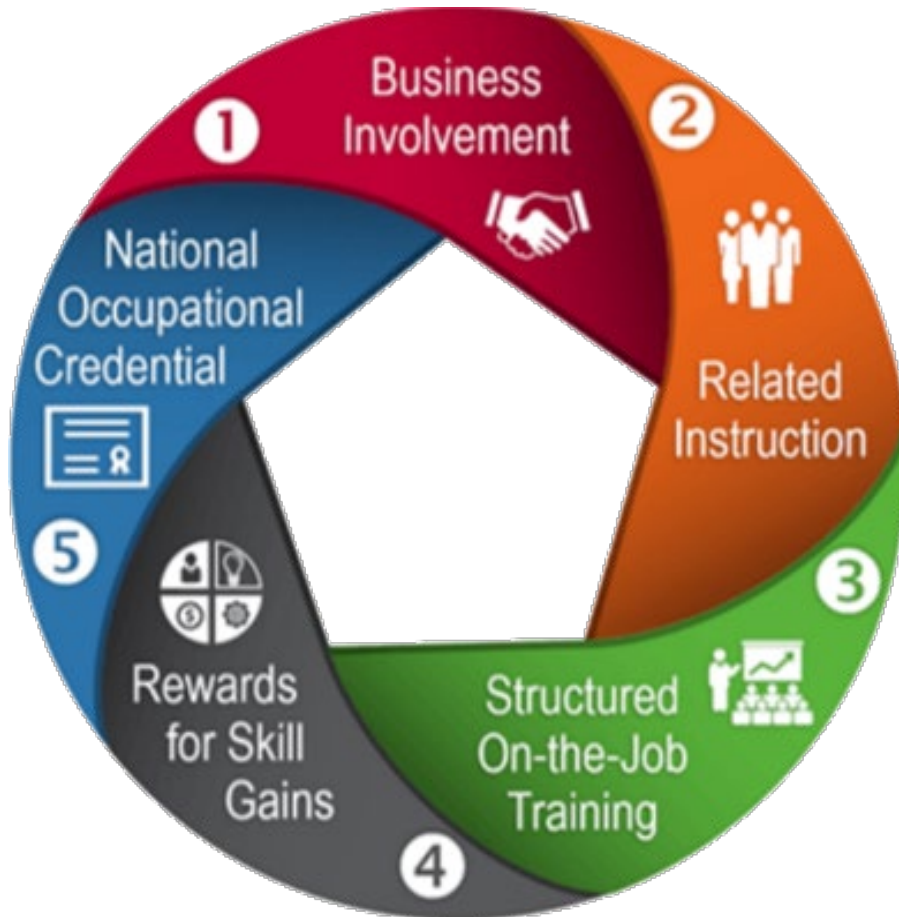 1
Business
Involvement
2
Related
Instruction
3
Structured
On-the-Job
Training
4
Rewards
for Skill
Gains
5
National
Occupational
Credential
$